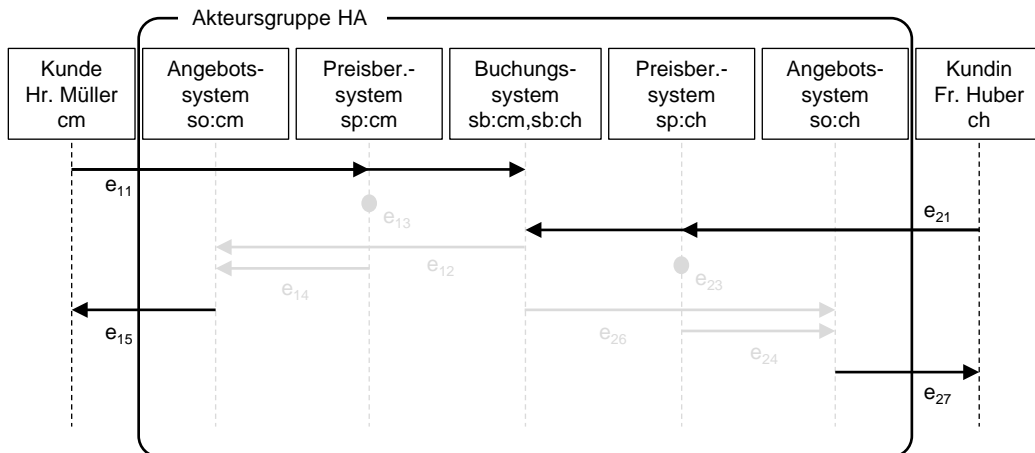 Akteursgruppe HA
Kunde
Hr. Müller
cm
Angebots-
system
so:cm
Preisber.-
system
sp:cm
Buchungs-
system
sb:cm,sb:ch
Preisber.-
system
sp:ch
Angebots-
system
so:ch
Kundin
Fr. Huber
ch
e11
e13
e21
e12
e23
e14
e15
e26
e24
e27